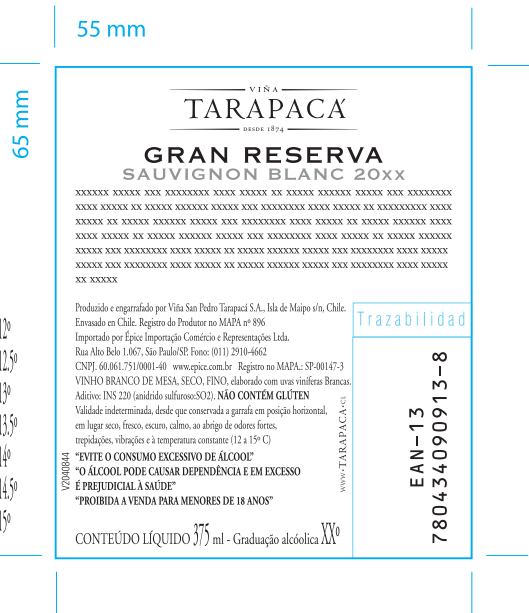 55 mm
65 mm
VIÑA
TARAPACÁ
DESDE 1874
GRAN RESERVA
SAUVIGNON BLANC 20xx
xxxxxx xxxxx xxx xxxxxxxx xxxx xxxxx xx xxxxx xxxxxx xxxxx xxx xxxxxxxx
xxxx xxxxx xx xxxxx xxxxxx xxxxx xxx xxxxxxxx xxxx xxxxx xx xxxxx xxxxxx
xxxxx xx xxxxx xxxxxx xxxxx xxx xxxxxxxx xxxx xxxxx xx xxxxx xxxxxx xxxx
xxxx xxxxx xx xxxxx xxxxxx xxxxx xxx xxxxxxxx xxxx xxxxx xx xxxxx xxxxxx
xxxxx xxx xxxxxxxx xxxx xxxxx xx xxxxx xxxxxx xxxxx xxx xxxxxxxx xxxx xxxxx
xxxxx xxx xxxxxxxx xxxx xxxxx xx xxxxx xxxxxx xxxxx xxx xxxxxxxx xxxx xxxxx
xx xxxxx
Produzido e engarrafado por Viña San Pedro Tarapacá S.A., Isla de Maipo s/n, Chile.
Envasado en Chile. Registro do Produtor no MAPA nº 896
Importado por Épice Importação Comércio e Representações Ltda.
Rua Alto Belo 1.067, São Paulo/SP. Fono: (011) 2910-4662
CNPJ. 60.061.751/0001-40 www.epice.com.br Registro no MAPA.: SP-00147-3
VINHO BRANCO DE MESA, SECO, FINO, elaborado com uvas viníferas Brancas.
Aditivo: INS 220 (anidrido sulfuroso:SO2). NÃO CONTÉM GLÚTEN
Validade indeterminada, desde que conservada a garrafa em posição horizontal,
em lugar seco, fresco, escuro, calmo, ao abrigo de odores fortes,
trepidações, vibrações e à temperatura constante (12 a 15º C)
"EVITE O CONSUMO EXCESSIVO DE ÁLCOOL"
"O ÁLCOOL PODE CAUSAR DEPENDÊNCIA E EM EXCESSO
É PREJUDICIAL À SAÚDE"
"PROIBIDA A VENDA PARA MENORES DE 18 ANOS"
CONTEÚDO LÍQUIDO 375 ml - Graduação alcóolica XXº
V2040844
www.TARAPACA.CL
Trazabilidad
EAN-13
780434090913-8
12º
12.5º
13º
13.5º
14º
14.5º
15º